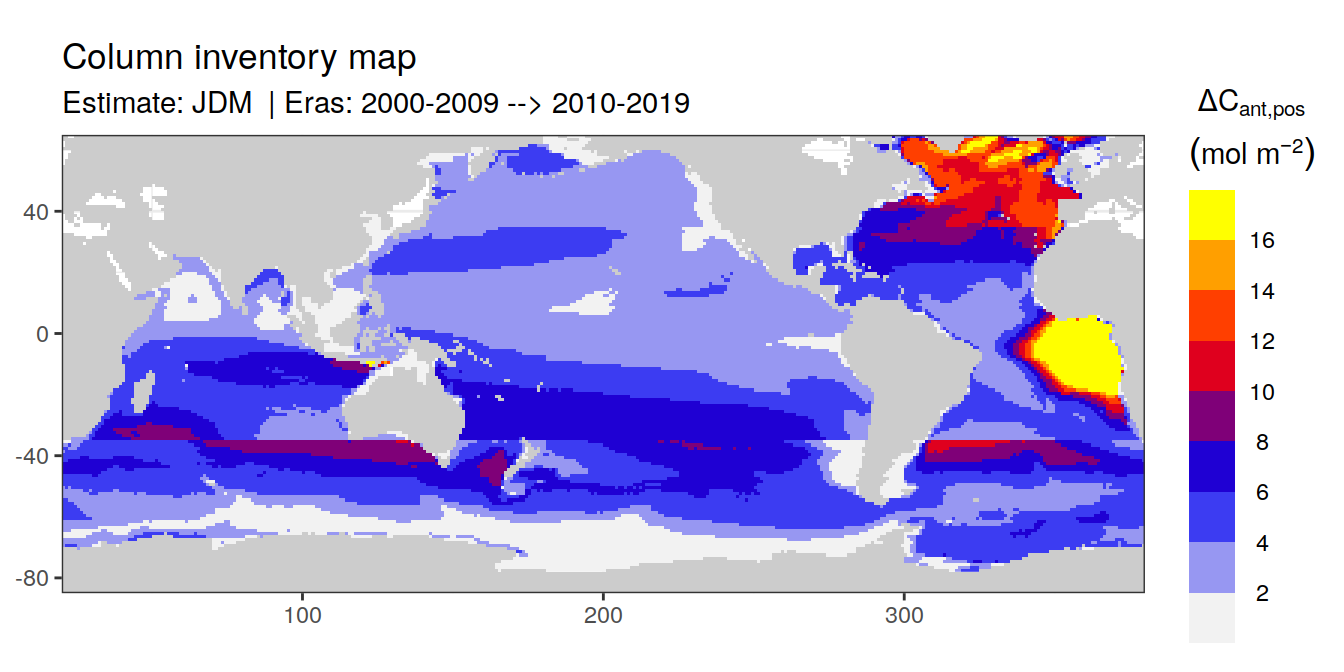 Column inventory map
Estimate: JDM | Eras: 2000-2009 --> 2010-2019
ΔCant,pos
(mol m−2)
16
14
12
10
8
6
4
2
40
0
-40
-80
100 200 300